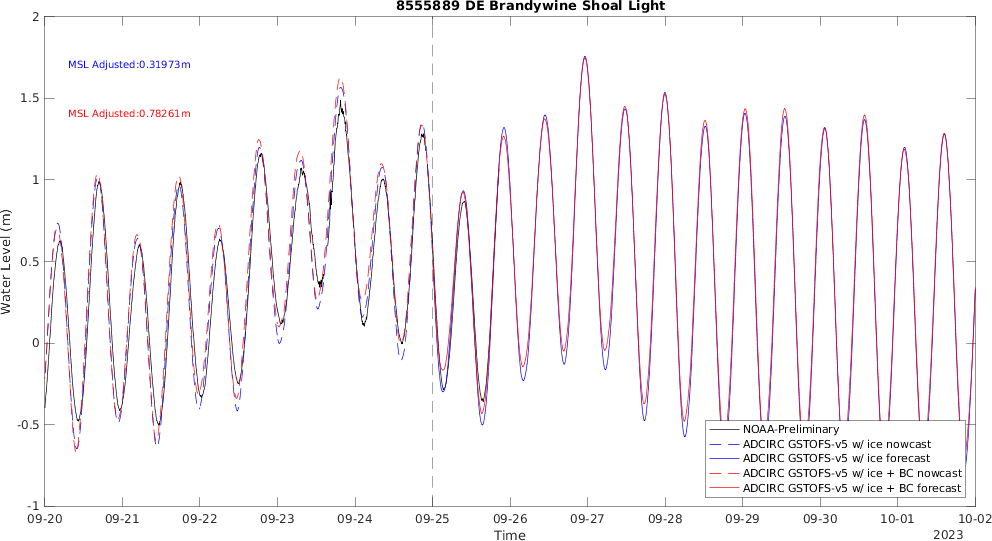 8555889 DE Brandywine Shoal Light
MSL Adjusted:0.31973m
MSL Adjusted:0.78261m
Water Level (m)
2
1.5
1
0.5
0
-0.5
-1
NOAA-Preliminary
ADCIRC GSTOFS-v5 w/ ice nowcast
ADCIRC GSTOFS-v5 w/ ice forecast
ADCIRC GSTOFS-v5 w/ ice + BC nowcast
ADCIRC GSTOFS-v5 w/ ice + BC forecast
09-20 09-21 09-22 09-23 09-24 09-25 09-26 09-27 09-28 09-29 09-30 10-01 10-02
Time
2023